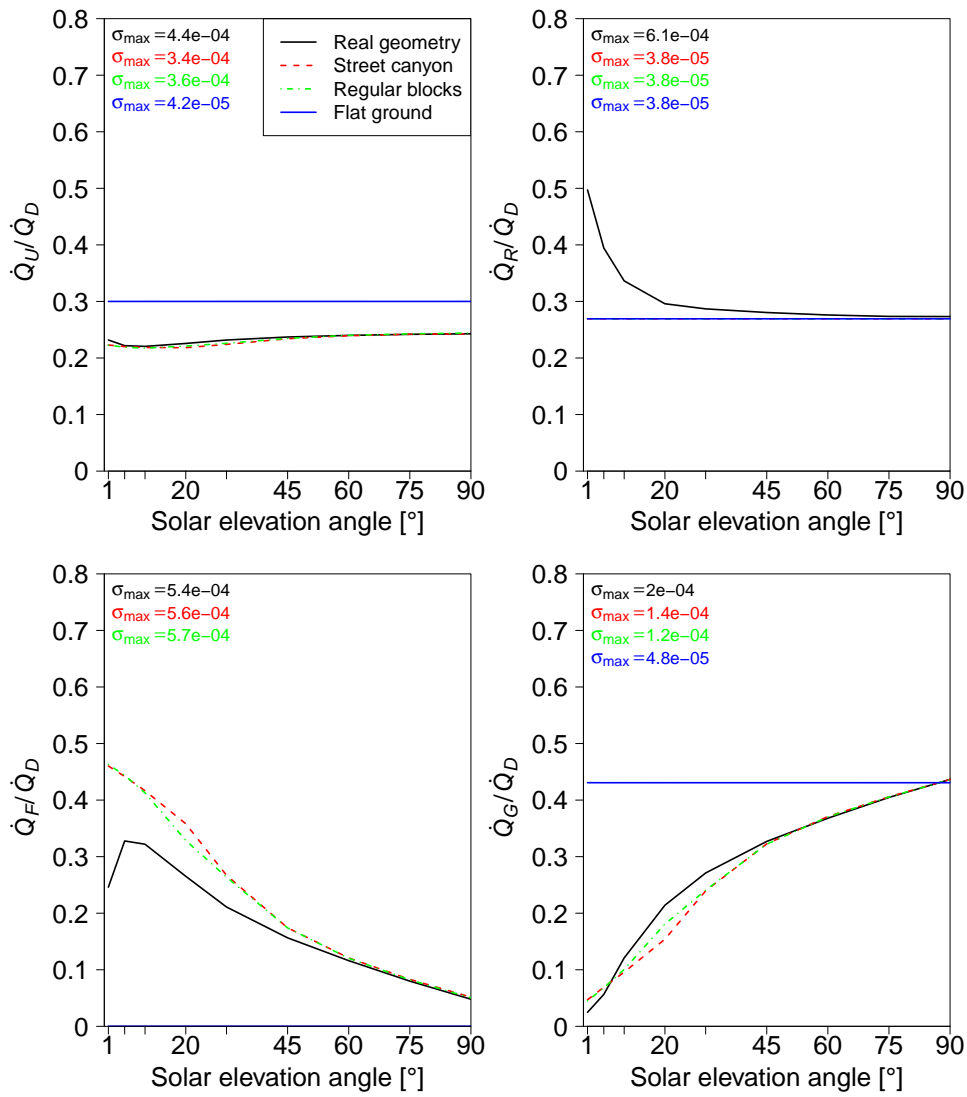 0.8
0.7
0.6
0.5
0.4
0.3
0.2
0.1
0
Q̇_U/Q̇_D
σmax=4.4e−04
σmax=3.4e−04
σmax=3.6e−04
σmax=4.2e−05
Real geometry
Street canyon
Regular blocks
Flat ground
1 20 45 60 75 90
Solar elevation angle [°]
0.8
0.7
0.6
0.5
0.4
0.3
0.2
0.1
0
Q̇_R/Q̇_D
σmax=6.1e−04
σmax=3.8e−05
σmax=3.8e−05
σmax=3.8e−05
1 20 45 60 75 90
Solar elevation angle [°]
0.8
0.7
0.6
0.5
0.4
0.3
0.2
0.1
0
Q̇_F/Q̇_D
σmax=5.4e−04
σmax=5.6e−04
σmax=5.7e−04
1 20 45 60 75 90
Solar elevation angle [°]
0.8
0.7
0.6
0.5
0.4
0.3
0.2
0.1
0
Q̇_G/Q̇_D
σmax=2e−04
σmax=1.4e−04
σmax=1.2e−04
σmax=4.8e−05
1 20 45 60 75 90
Solar elevation angle [°]